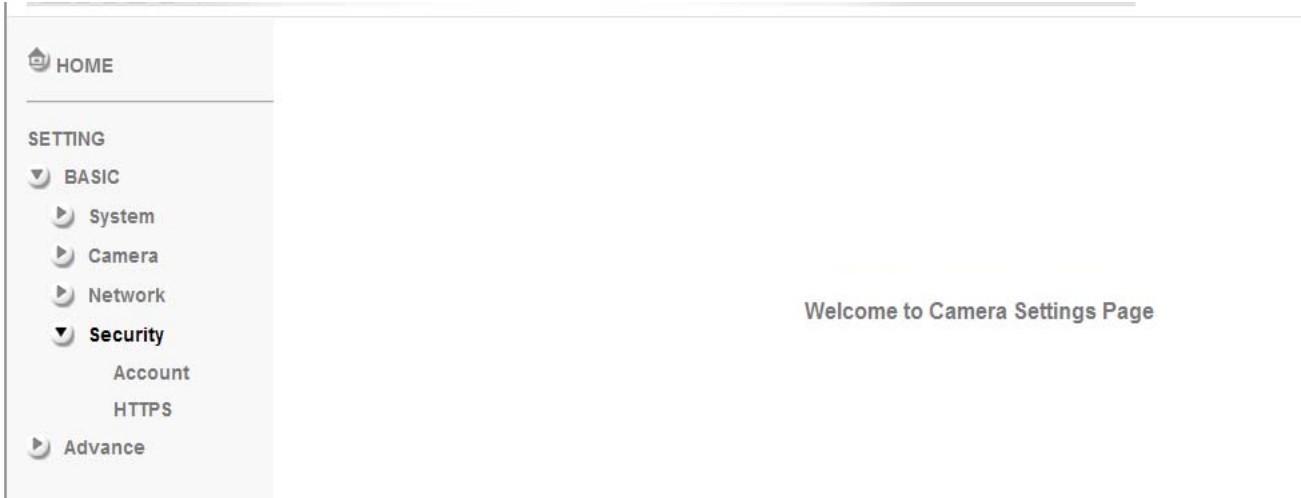 HOME
SETTING
BASIC
System
Camera
Network
Security
Account
HTTPS
Advance
Welcome to Camera Settings Page